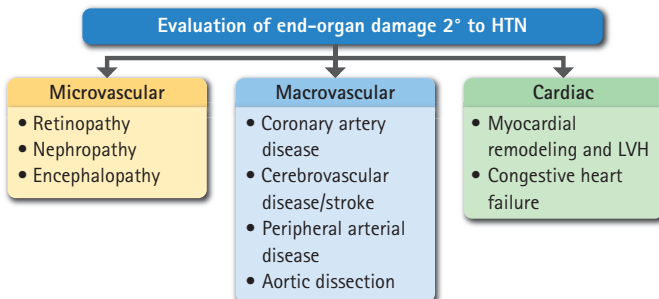 Evaluation of end-organ damage 2° to HTN
Microvascular
• Retinopathy
• Nephropathy
• Encephalopathy
Macrovascular
• Coronary artery
disease
• Cerebrovascular
disease/stroke
• Peripheral arterial
disease
• Aortic dissection
Cardiac
• Myocardial
remodeling and LVH
• Congestive heart
failure